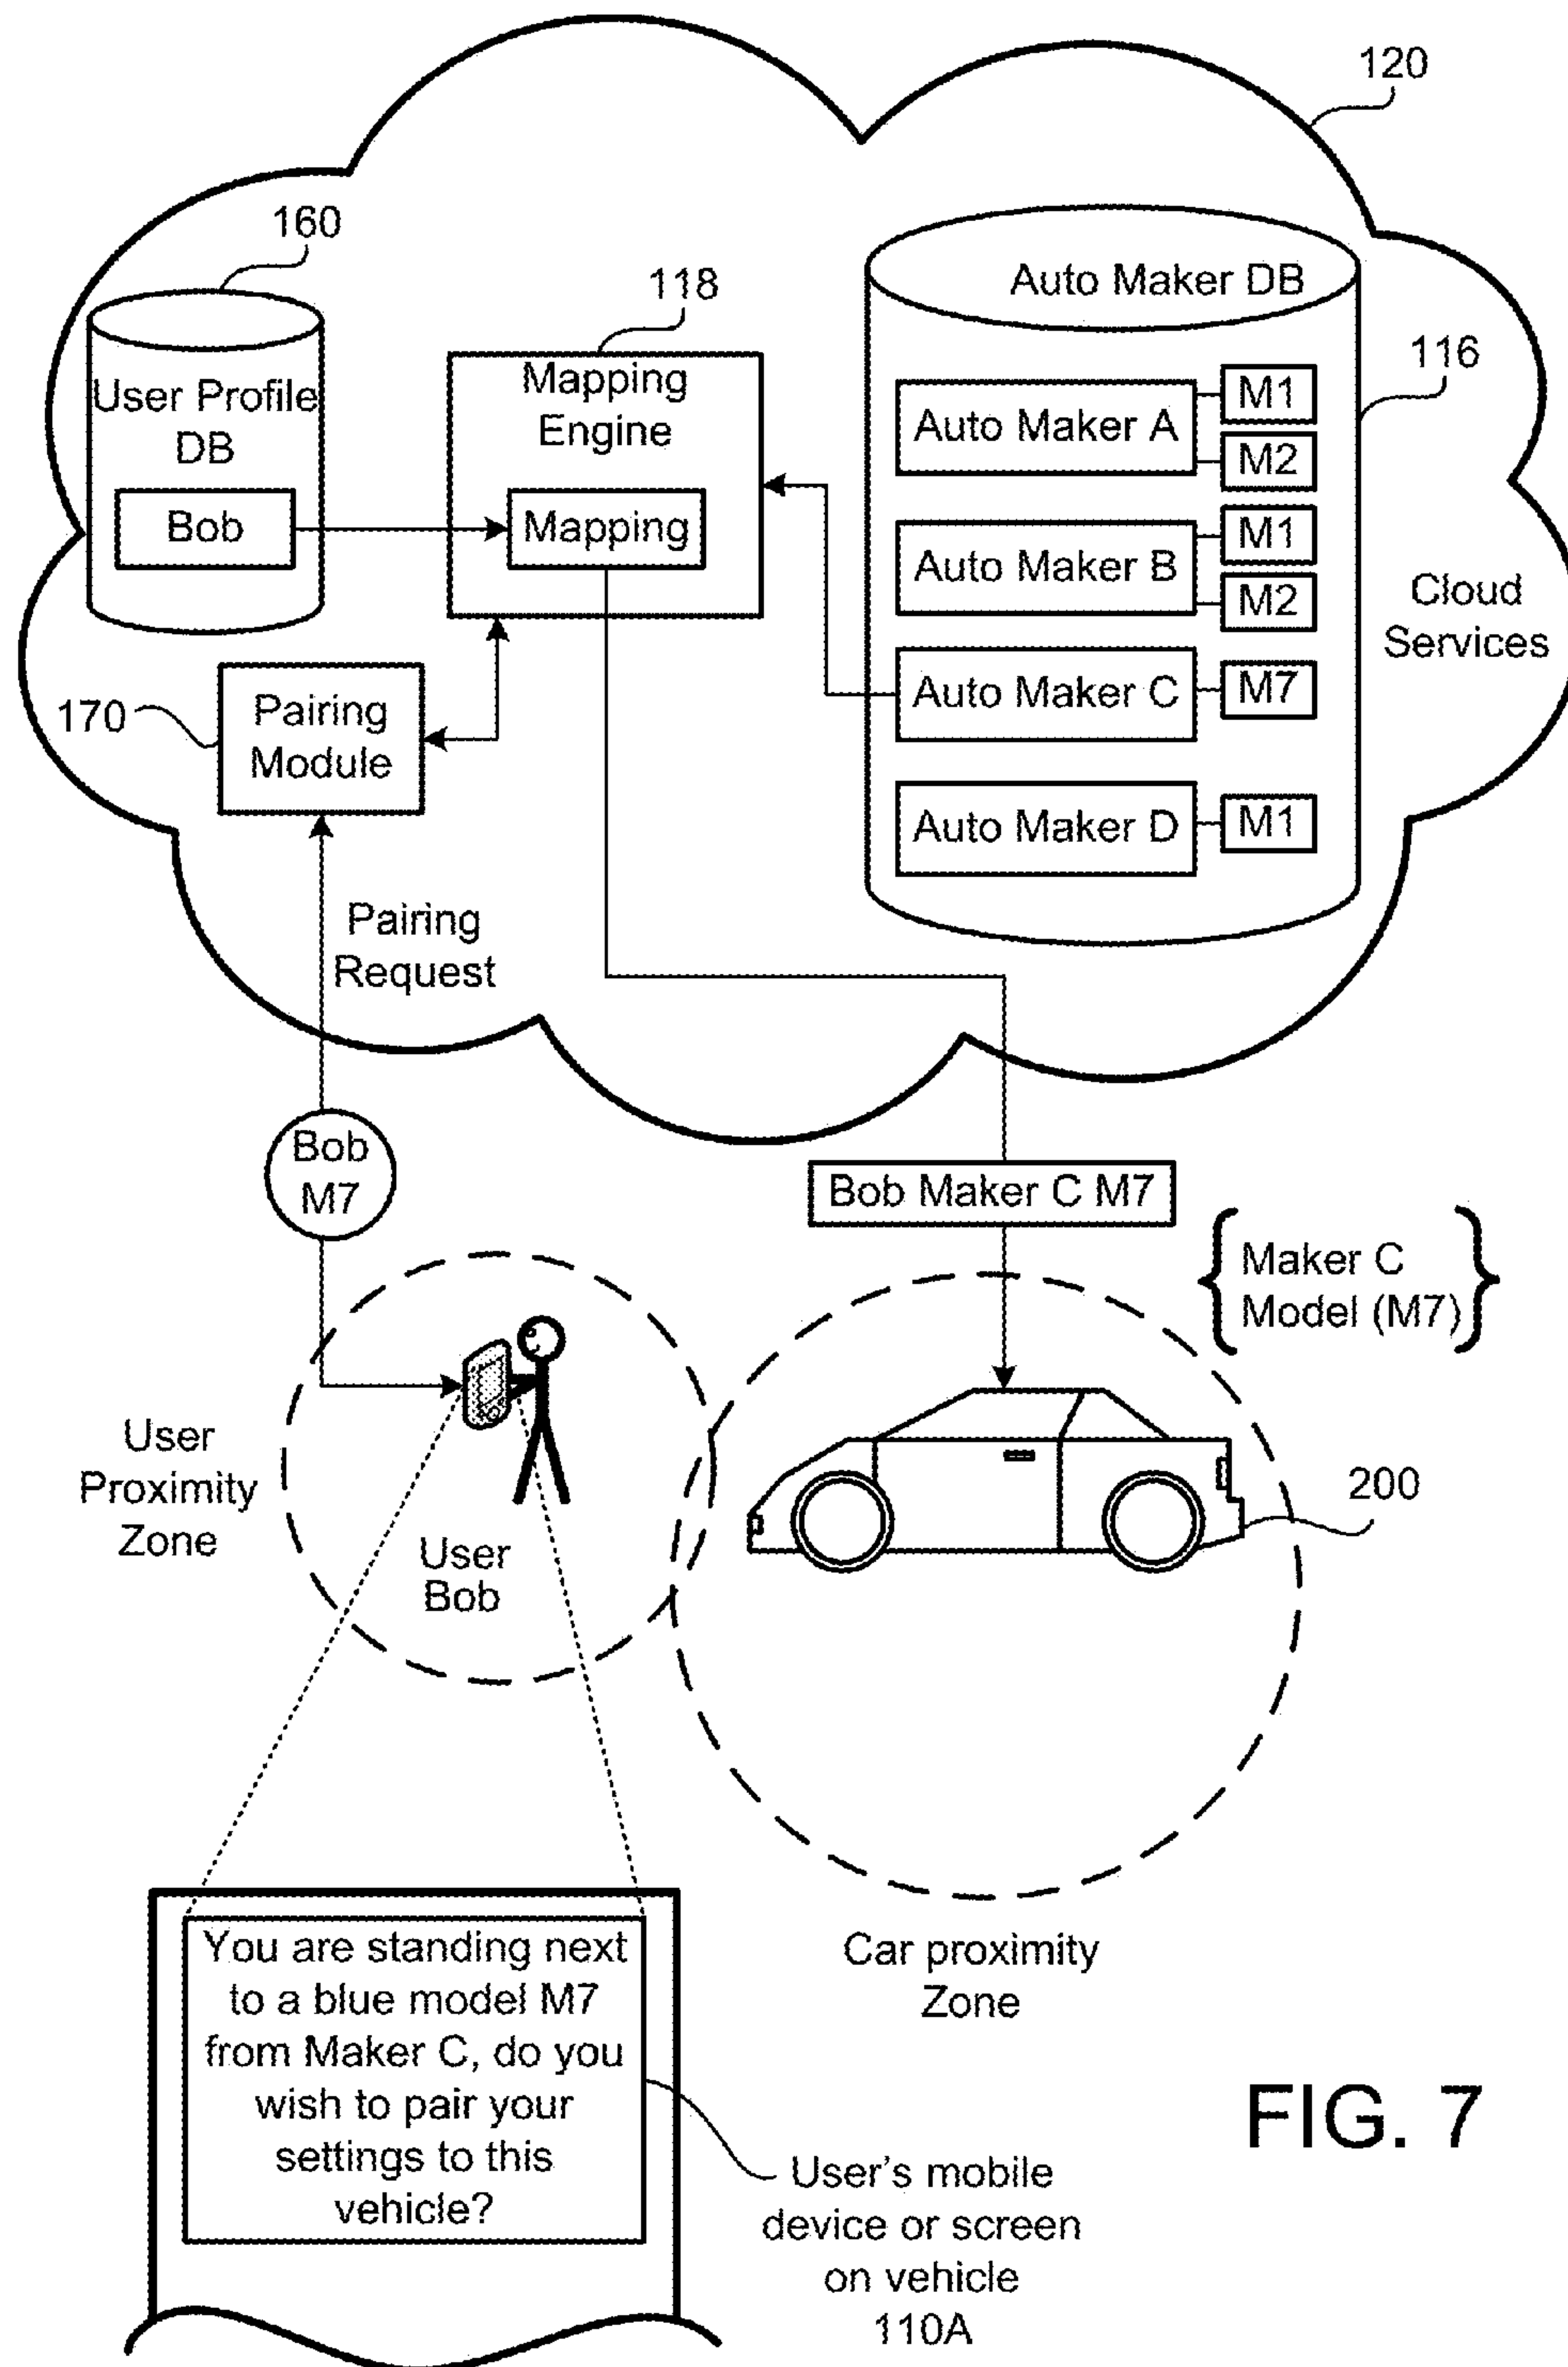 120
160
118
Auto Maker DB
116
User Profile
DB
Bob
Mapping
Engine
Mapping
Auto Maker A
M1
M2
Auto Maker B
M1
M2
Auto Maker C
M7
Auto Maker D
M1
Cloud
Services
170
Pairing
Module
Pairing
Request
Bob
M7
Bob Maker C M7
Maker C
Model (M7)
User
Proximity
Zone
User
Bob
200
Car proximity
Zone
You are standing next
to a blue model M7
from Maker C, do you
wish to pair your
settings to this
vehicle?
User's mobile
device or screen
on vehicle
110A
FIG. 7